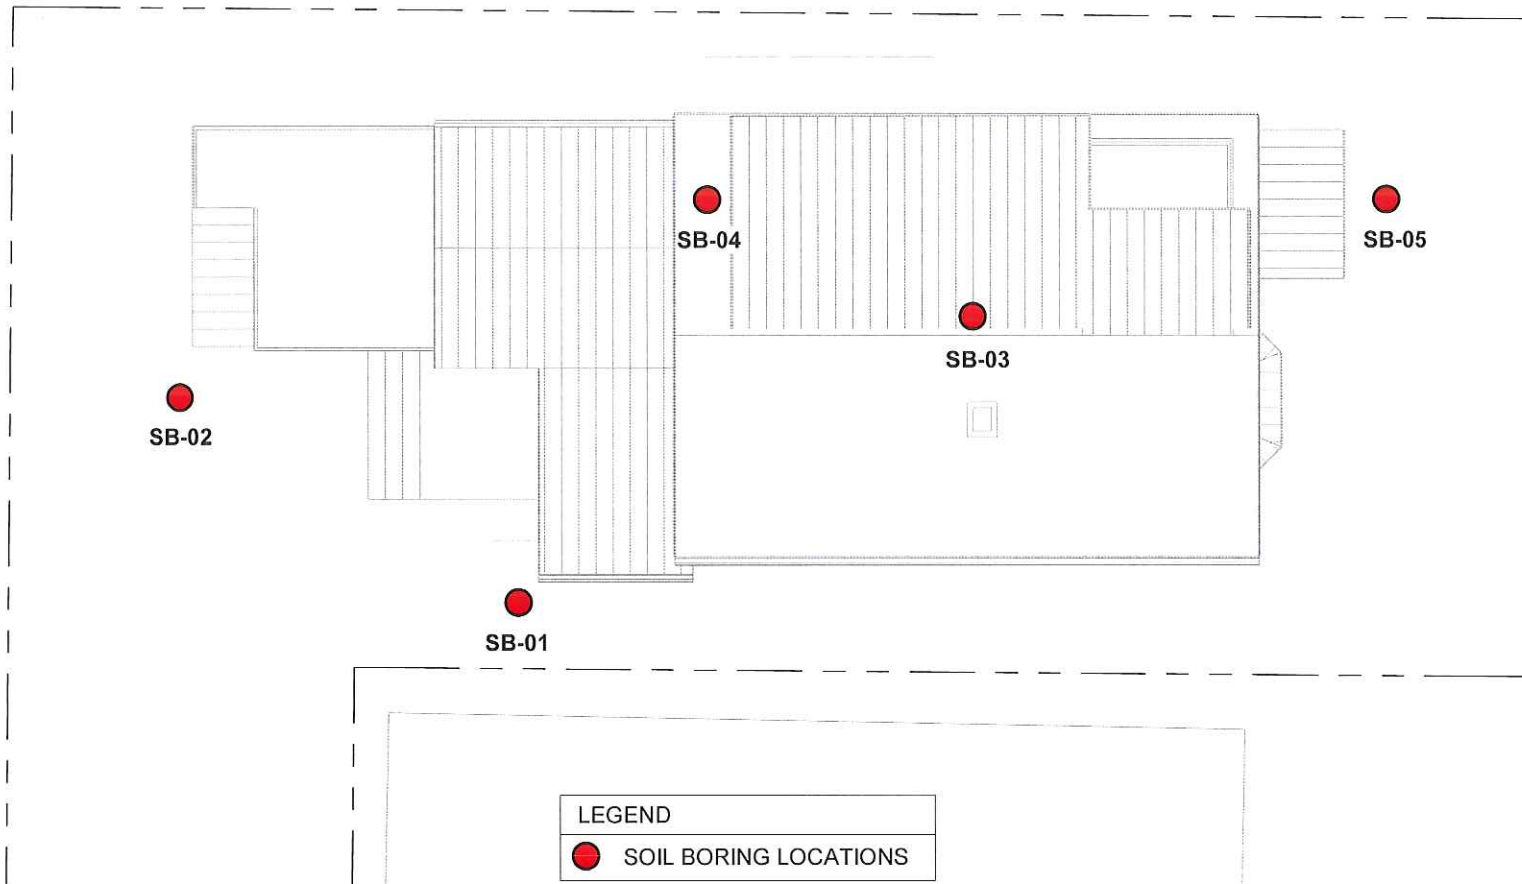 SB-04
SB-05
SB-03
SB-02
SB-01
LEGEND
SOIL BORING LOCATIONS